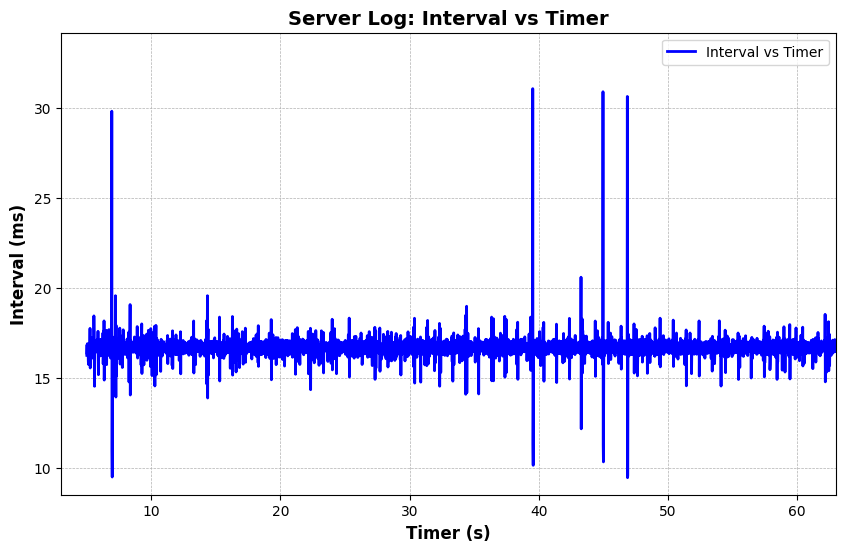 Server Log: Interval vs Timer
Interval vs Timer
30
25
20
15
10
Interval (ms)
10 20 30 40 50 60
Timer (s)